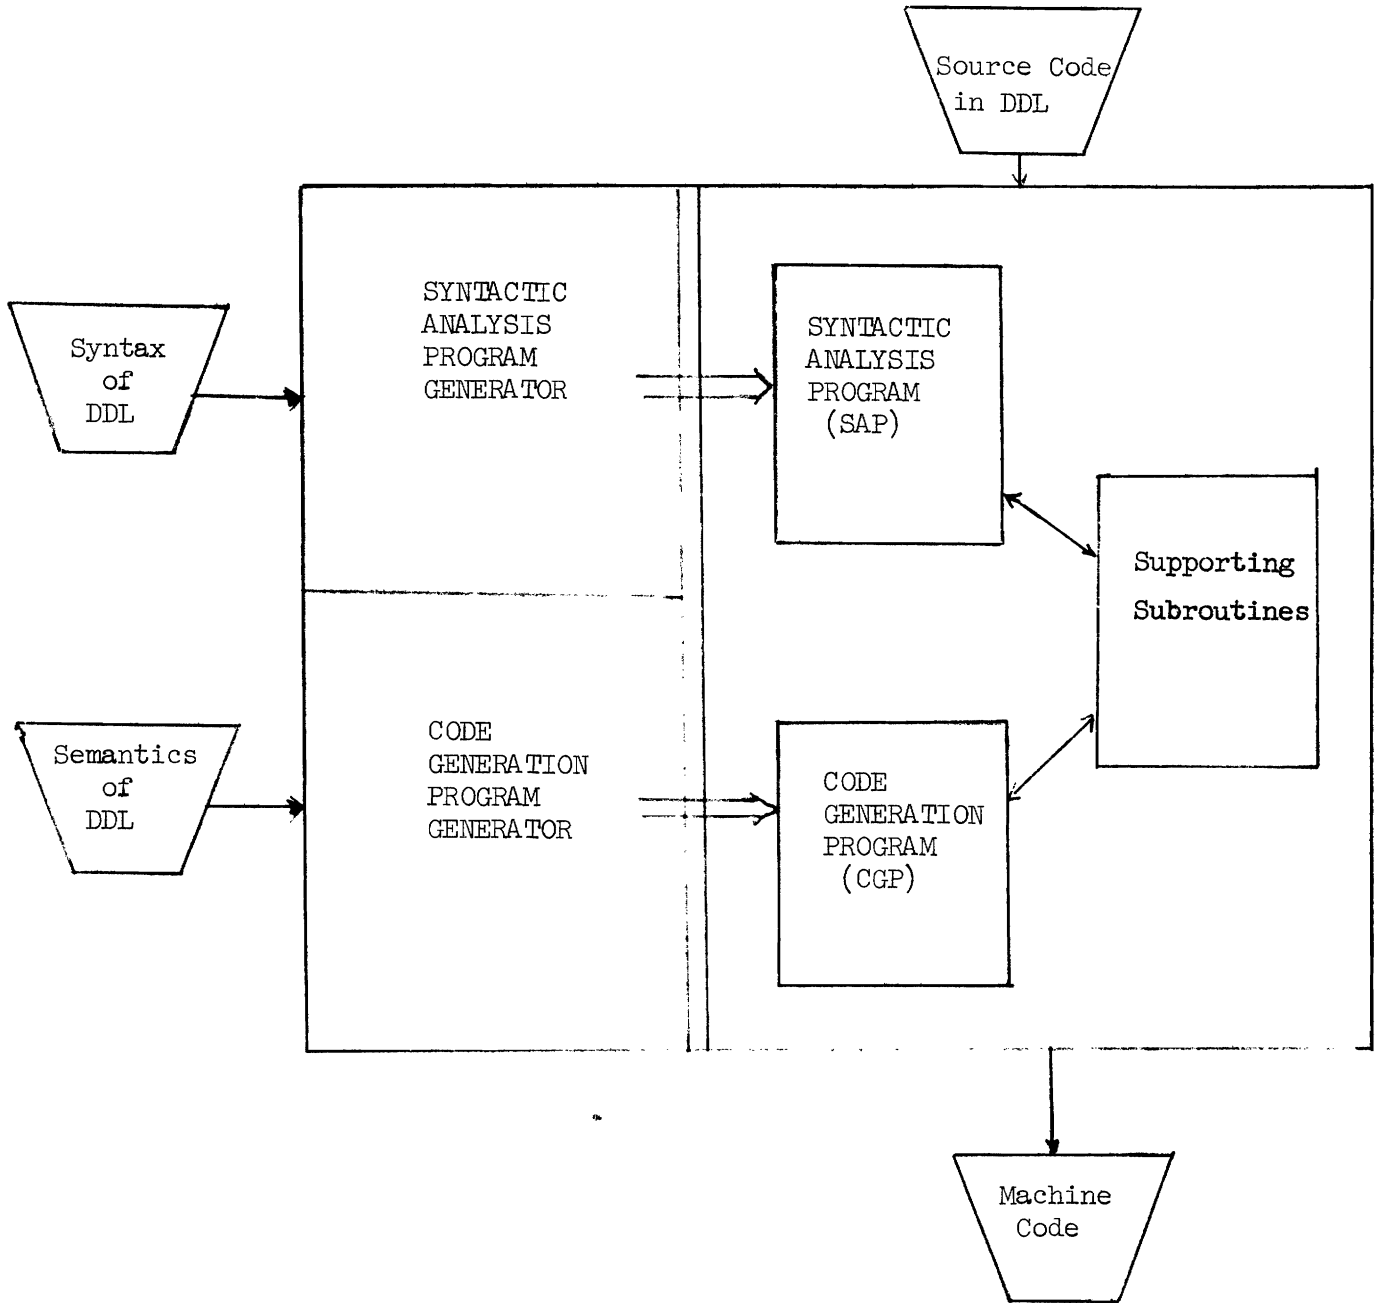 Source Code
in DDL
SYNTACTIC
ANALYSIS
PROGRAM
GENERATOR
SYNTACTIC
ANALYSIS
PROGRAM
(SAP)
Syntax
of
DDL
Supporting
Subroutines
Semantics
of
DDL
CODE
GENERATION
PROGRAM
GENERATOR
CODE
GENERATION
PROGRAM
(CGP)
Machine
Code